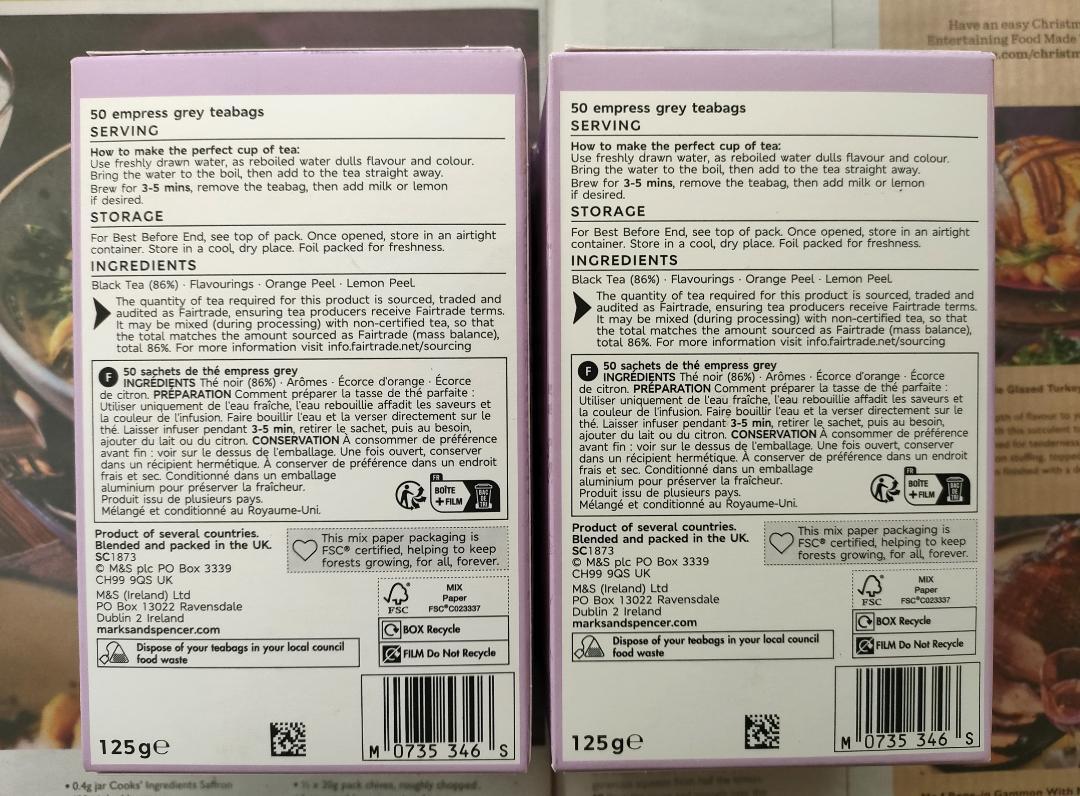 Have an easy Christm
Entertaining Food Made
.com/christm
50 empress grey teabags
SERVING
How to make the perfect cup of tea:
Use freshly drawn water, as reboiled water dulls flavour and colour.
Bring the water to the boil, then add to the tea straight away.
Brew for 3-5 mins, remove the teabag, then add milk or lemon
if desired.
STORAGE
For Best Before End, see top of pack. Once opened, store in an airtight
container. Store in a cool, dry place. Foil packed for freshness.
INGREDIENTS
Black Tea (86%) · Flavourings · Orange Peel · Lemon Peel
The quantity of tea required for this product is sourced, traded and
audited as Fairtrade, ensuring tea producers receive Fairtrade terms.
It may be mixed (during processing) with non-certified tea, so that
the total matches the amount sourced as Fairtrade (mass balance),
total 86%. For more information visit info.fairtrade.net/sourcing
F 50 sachets de thé empress grey
INGRÉDIENTS Thé noir (86%) · Arômes · Écorce d'orange · Écorce
de citron. PRÉPARATION Comment préparer la tasse de thé parfaite :
Utiliser uniquement de l'eau fraîche, l'eau rebouillie affadit les saveurs et
la couleur de l'infusion. Faire bouillir l'eau et la verser directement sur le
thé. Laisser infuser pendant 3-5 min, retirer le sachet, puis au besoin,
ajouter du lait ou du citron. CONSERVATION À consommer de préférence
avant fin : voir sur le dessus de l'emballage. Une fois ouvert, conserver
dans un récipient hermétique. À conserver de préférence dans un endroit
frais et sec. Conditionné dans un emballage
aluminium pour préserver la fraîcheur.
Produit issu de plusieurs pays.
Mélangé et conditionné au Royaume-Uni.
FR
BOÎTE
+ FILM
BAC
DE
TRI
Product of several countries.
Blended and packed in the UK.
SC1873
© M&S plc PO Box 3339
CH99 9QS UK
M&S (Ireland) Ltd
PO Box 13022 Ravensdale
Dublin 2 Ireland
marksandspencer.com
This mix paper packaging is
FSC® certified, helping to keep
forests growing, for all, forever.
FSC
MIX
Paper
FSC®C023337
BOX Recycle
FILM Do Not Recycle
Dispose of your teabags in your local council
food waste
125g℮
M 0735 346 S
50 empress grey teabags
SERVING
How to make the perfect cup of tea:
Use freshly drawn water, as reboiled water dulls flavour and colour.
Bring the water to the boil, then add to the tea straight away.
Brew for 3-5 mins, remove the teabag, then add milk or lemon
if desired.
STORAGE
For Best Before End, see top of pack. Once opened, store in an airtight
container. Store in a cool, dry place. Foil packed for freshness.
INGREDIENTS
Black Tea (86%) · Flavourings · Orange Peel · Lemon Peel
The quantity of tea required for this product is sourced, traded and
audited as Fairtrade, ensuring tea producers receive Fairtrade terms.
It may be mixed (during processing) with non-certified tea, so that
the total matches the amount sourced as Fairtrade (mass balance),
total 86%. For more information visit info.fairtrade.net/sourcing
F 50 sachets de thé empress grey
INGRÉDIENTS Thé noir (86%) · Arômes · Écorce d'orange · Écorce
de citron. PRÉPARATION Comment préparer la tasse de thé parfaite :
Utiliser uniquement de l'eau fraîche, l'eau rebouillie affadit les saveurs et
la couleur de l'infusion. Faire bouillir l'eau et la verser directement sur le
thé. Laisser infuser pendant 3-5 min, retirer le sachet, puis au besoin,
ajouter du lait ou du citron. CONSERVATION À consommer de préférence
avant fin : voir sur le dessus de l'emballage. Une fois ouvert, conserver
dans un récipient hermétique. À conserver de préférence dans un endroit
frais et sec. Conditionné dans un emballage
aluminium pour préserver la fraîcheur.
Produit issu de plusieurs pays.
Mélangé et conditionné au Royaume-Uni.
FR
BOÎTE
+ FILM
BAC
DE
TRI
Product of several countries.
Blended and packed in the UK.
SC1873
© M&S plc PO Box 3339
CH99 9QS UK
M&S (Ireland) Ltd
PO Box 13022 Ravensdale
Dublin 2 Ireland
marksandspencer.com
This mix paper packaging is
FSC® certified, helping to keep
forests growing, for all, forever.
FSC
MIX
Paper
FSC®C023337
BOX Recycle
FILM Do Not Recycle
Dispose of your teabags in your local council
food waste
125g℮
M 0735 346 S
Glazed Turkey
• 0.4g jar Cooks' Ingredients Saffron
pack chives, roughly chopped.
Gammon With